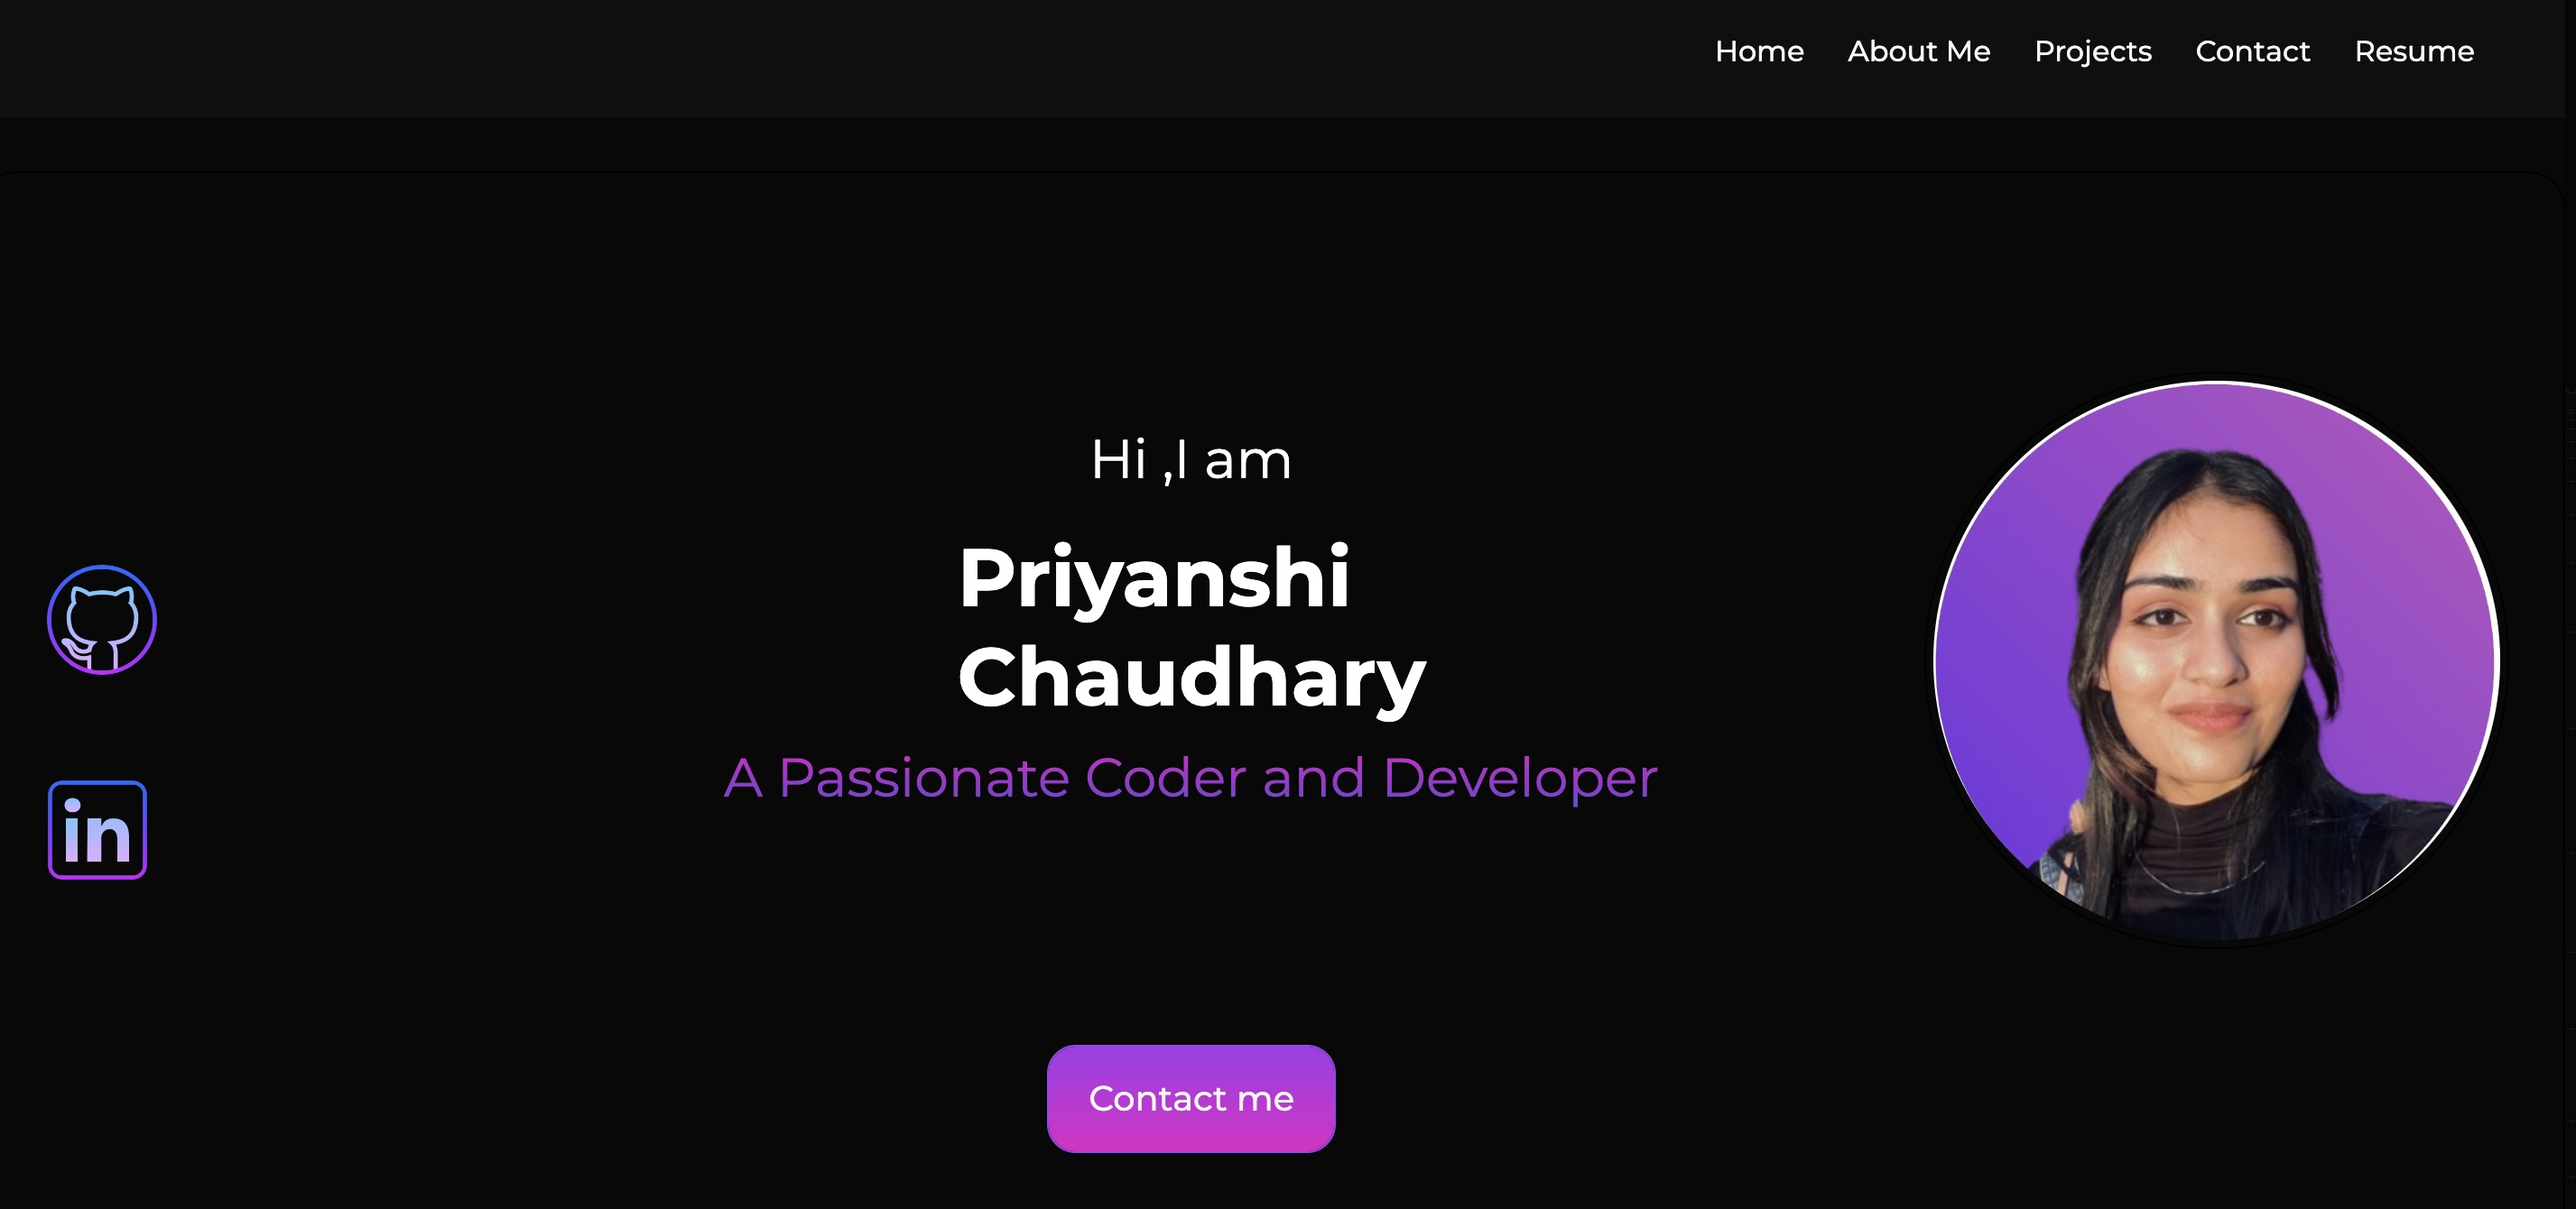 Home About Me Projects Contact Resume
Hi ,I am
Priyanshi
Chaudhary
A Passionate Coder and Developer
in
Contact me